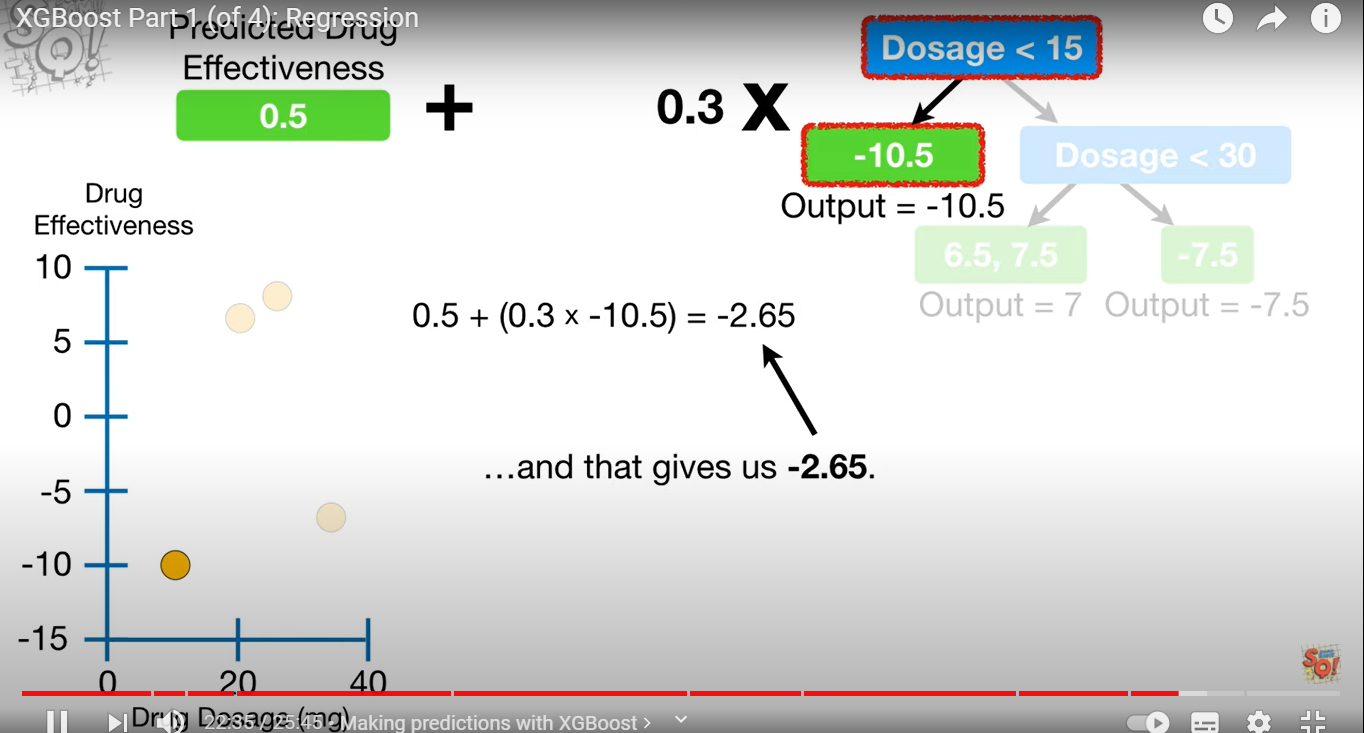 XGBoost Part 1 (of 4): Regression
Predicted Drug
Effectiveness
0.5
+
0.3 X
Dosage < 15
-10.5
Output = -10.5
Dosage < 30
6.5, 7.5
-7.5
Output = 7
Output = -7.5
Drug
Effectiveness
10
5
0
-5
-10
-15
0
20
40
Drug Dosage (mg)
0.5 + (0.3 x -10.5) = -2.65
…and that gives us -2.65.
SQ!
SQ!
22:35 / 25:45 • Making predictions with XGBoost >